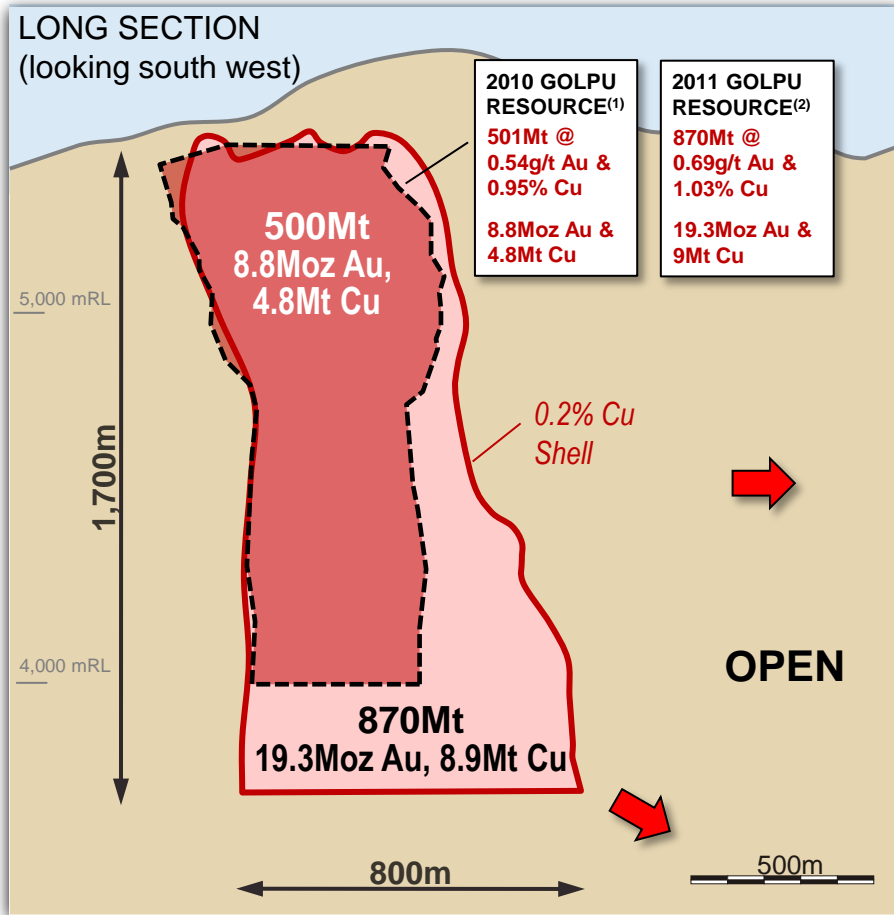 LONG SECTION
(looking south west)
2010 GOLPU
RESOURCE(1)
501Mt @
0.54g/t Au &
0.95% Cu
8.8Moz Au &
4.8Mt Cu
2011 GOLPU
RESOURCE(2)
870Mt @
0.69g/t Au &
1.03% Cu
19.3Moz Au &
9Mt Cu
500Mt
8.8Moz Au,
4.8Mt Cu
5,000 mRL
0.2% Cu
Shell
1,700m
4,000 mRL
OPEN
870Mt
19.3Moz Au, 8.9Mt Cu
800m
500m